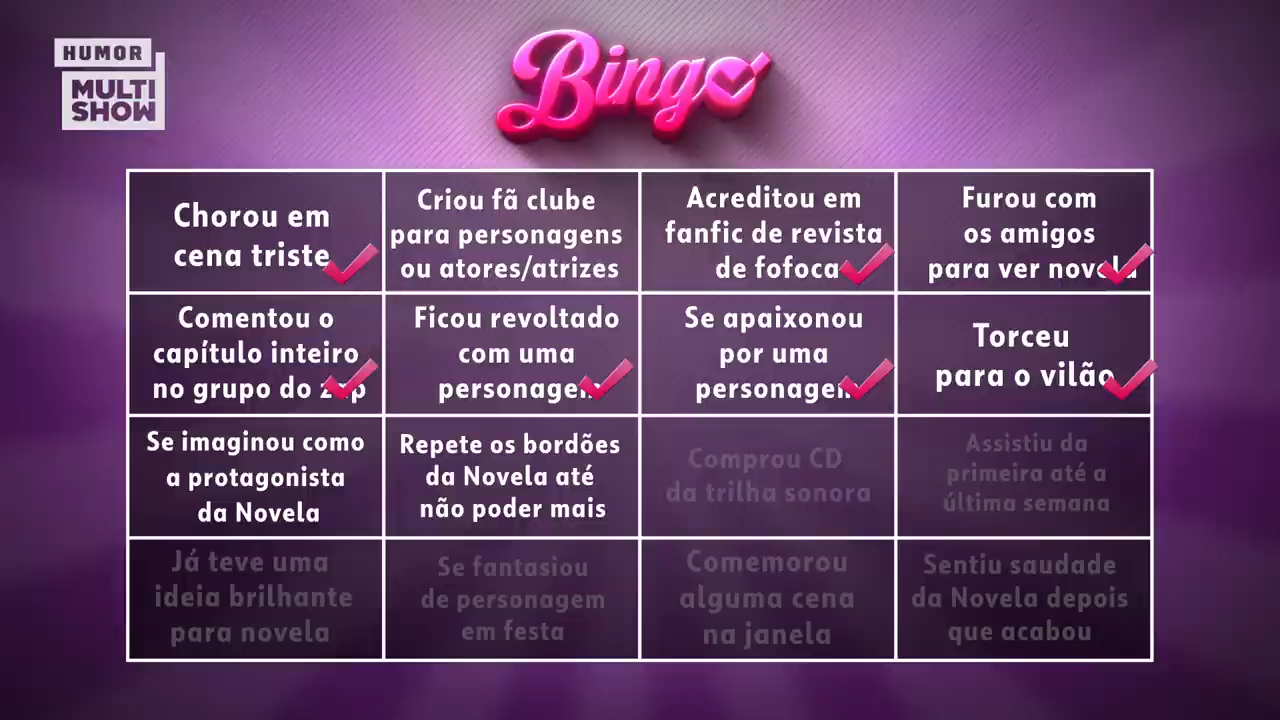 HUMOR
MULTI
SHOW
Bingo
Chorou em
cena triste
Criou fã clube
para personagens
ou atores/atrizes
Acreditou em
fanfic de revista
de fofoca
Furou com
os amigos
para ver novela
Comentou o
capítulo inteiro
no grupo do zap
Ficou revoltado
com uma
personagem
Se apaixonou
por uma
personagem
Torceu
para o vilão
Se imaginou como
a protagonista
da Novela
Repete os bordões
da Novela até
não poder mais
Comprou CD
da trilha sonora
Assistiu da
primeira até a
última semana
Já teve uma
ideia brilhante
para novela
Se fantasiou
de personagem
em festa
Comemorou
alguma cena
na janela
Sentiu saudade
da Novela depois
que acabou